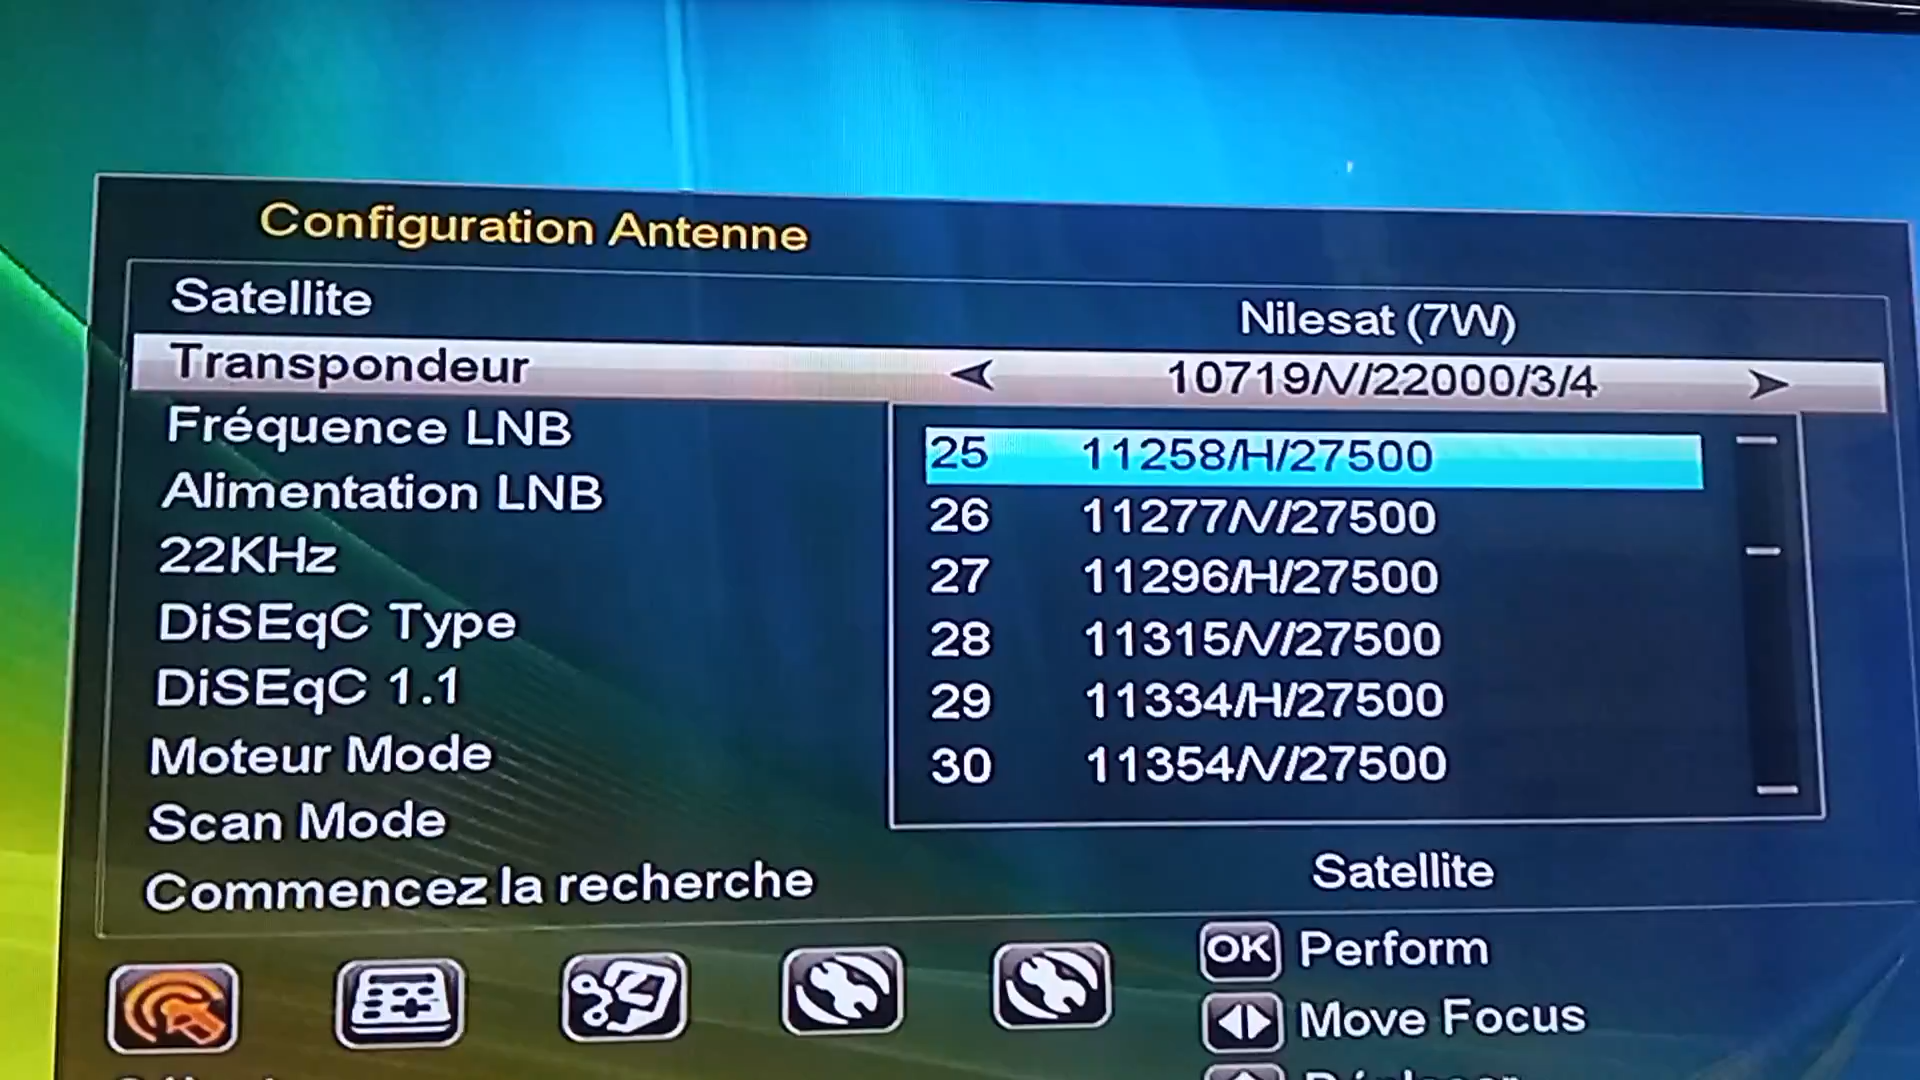 Configuration Antenne
Satellite Nilesat (7W)
Transpondeur 10719/V/22000/3/4
Fréquence LNB
25 11258/H/27500
Alimentation LNB
26 11277/V/27500
22KHz
27 11296/H/27500
DiSEqC Type
28 11315/V/27500
DiSEqC 1.1
29 11334/H/27500
Moteur Mode
30 11354/V/27500
Scan Mode
Commencez la recherche Satellite
OK Perform
Move Focus